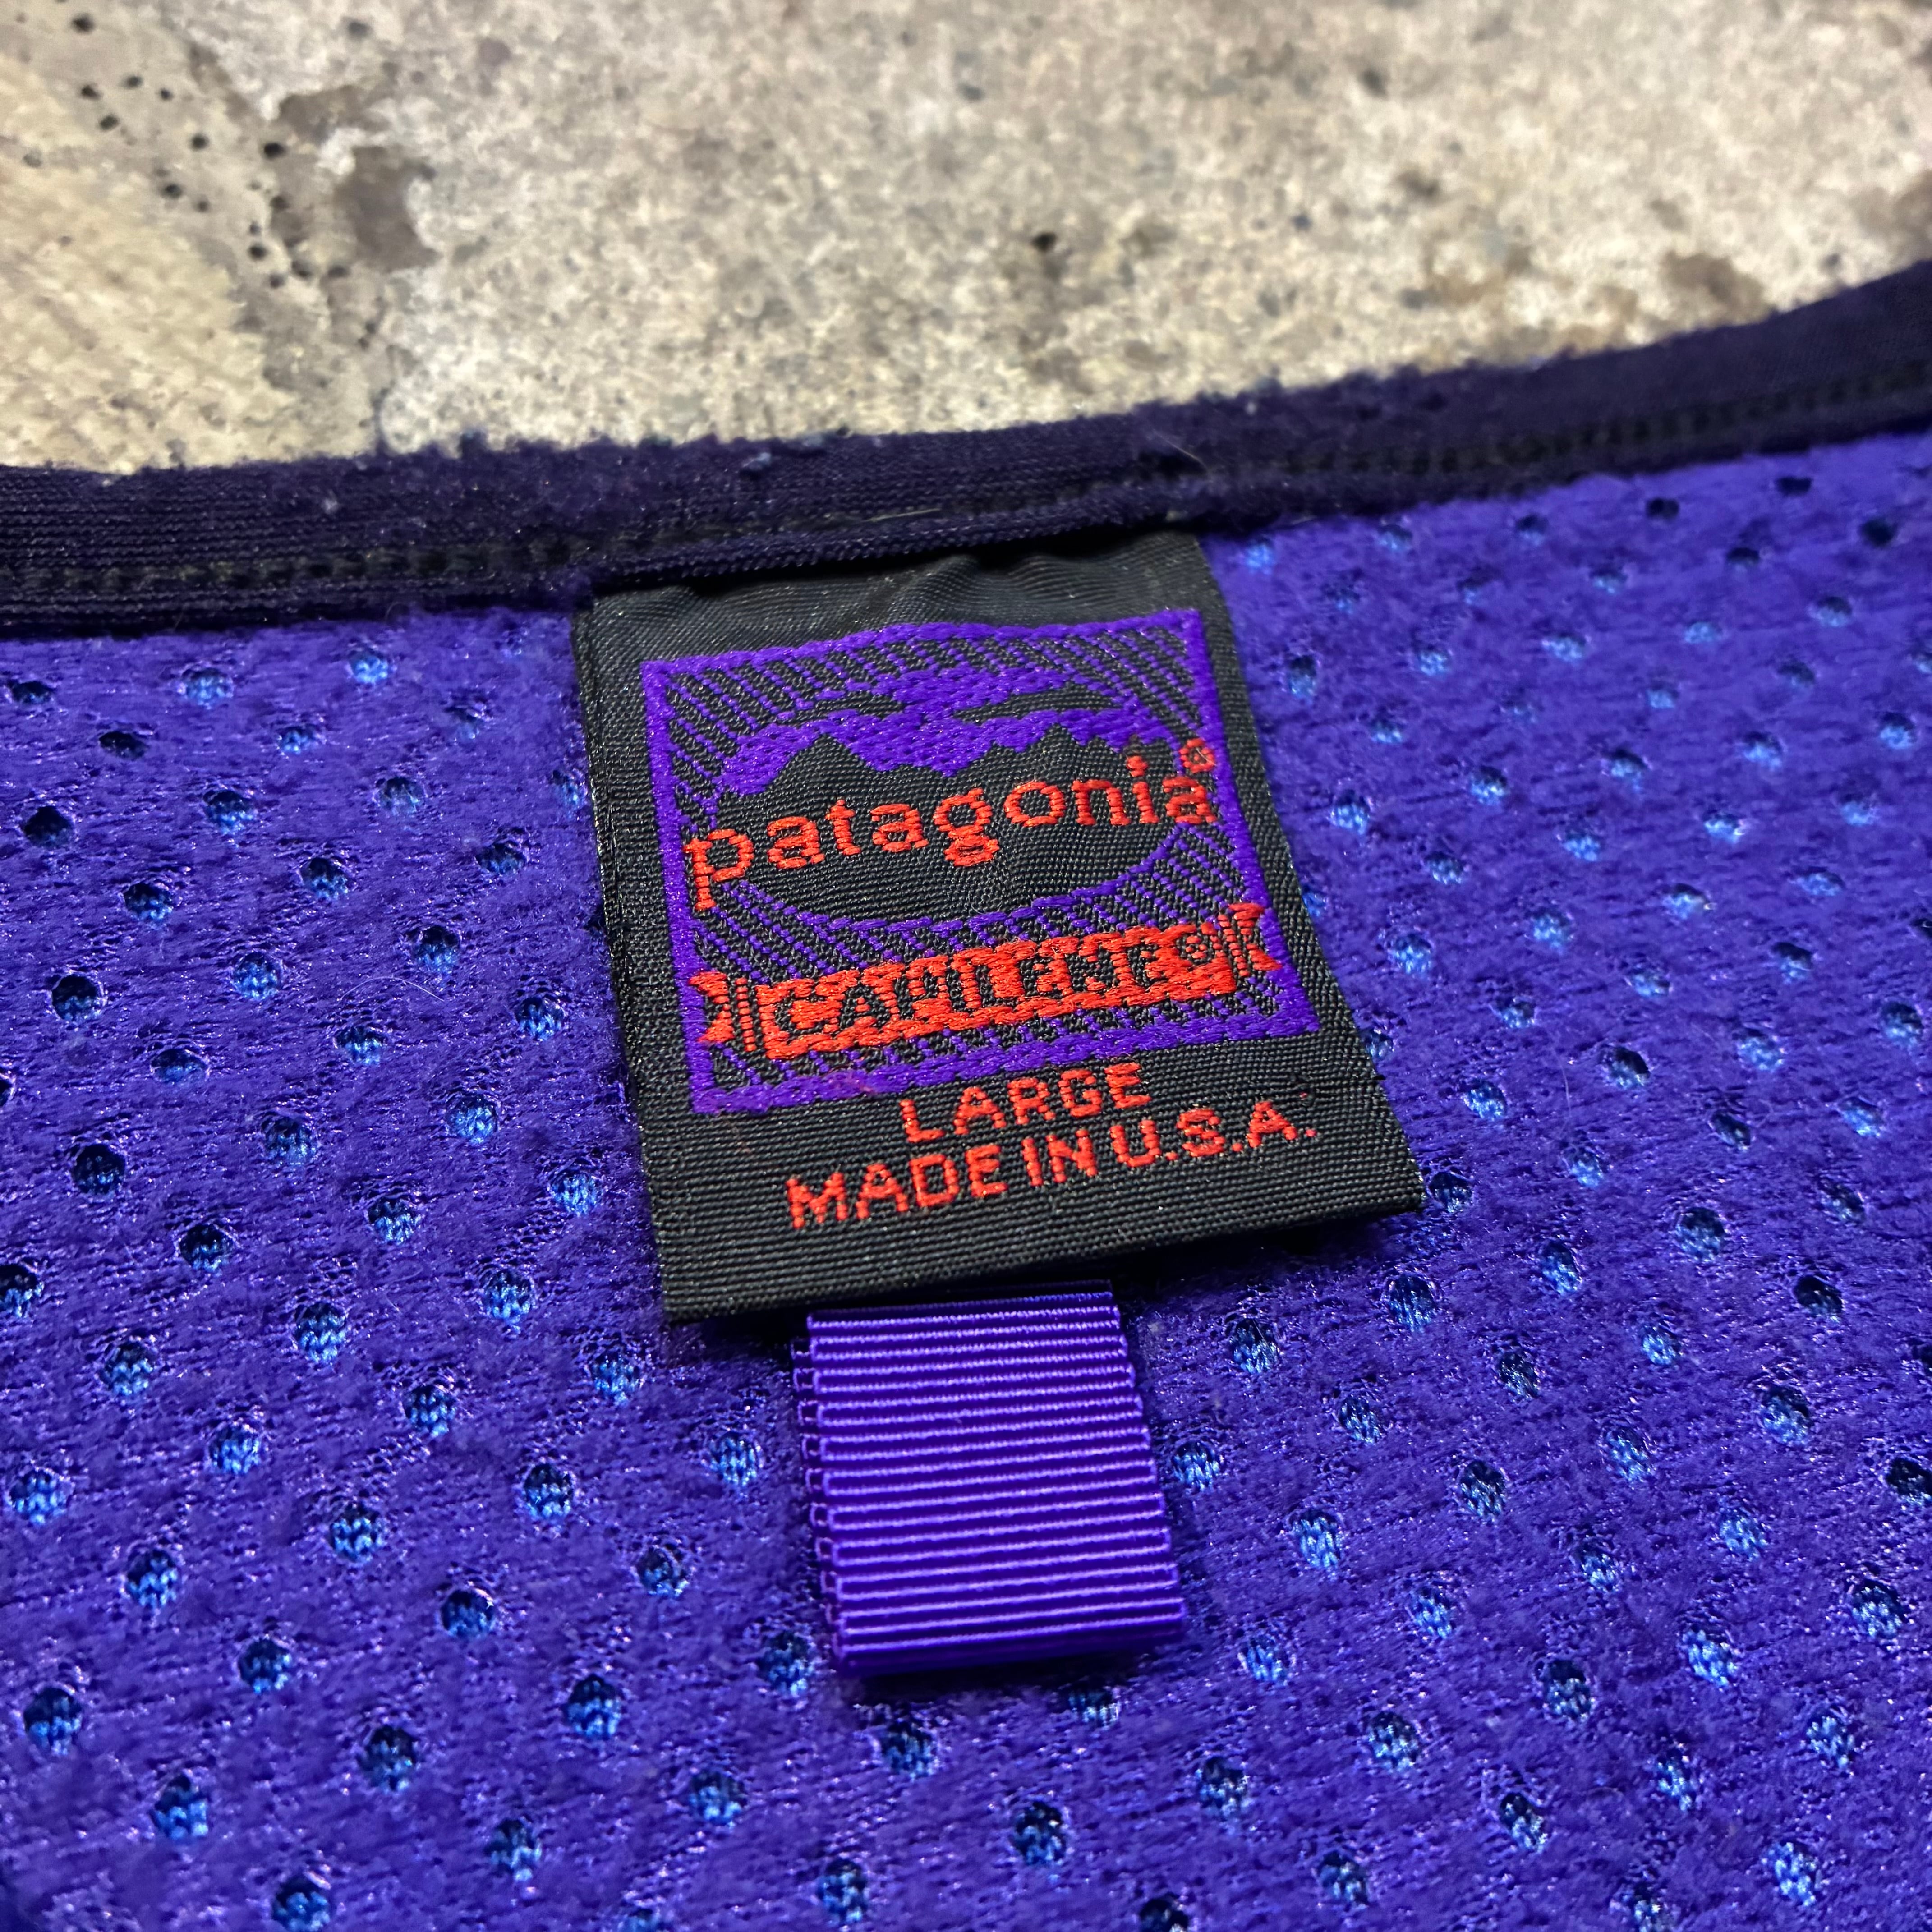 patagonia®
CAPILENE®
LARGE
MADE IN U.S.A.